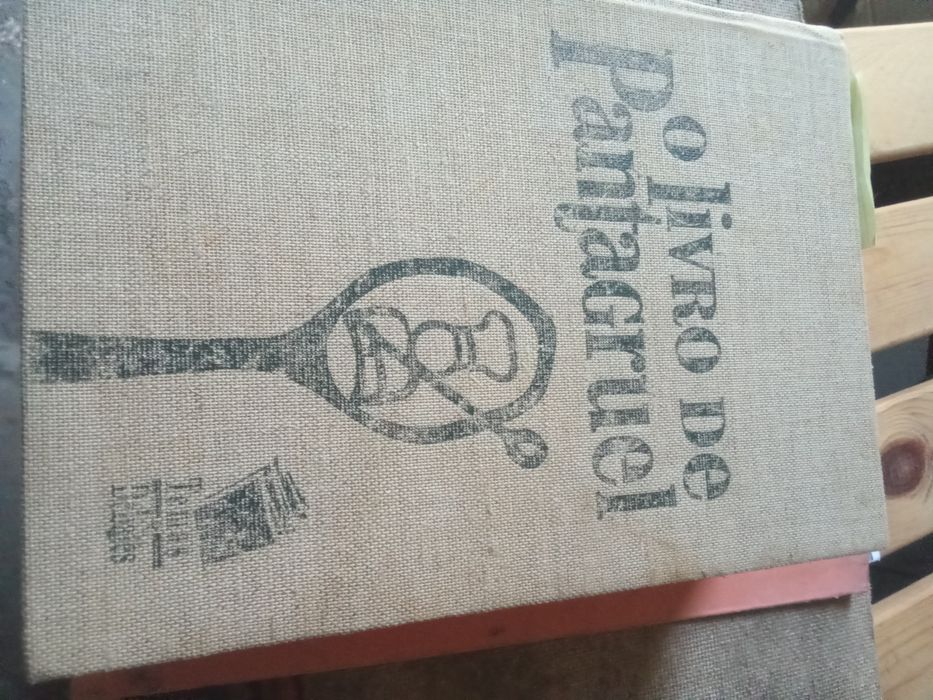 o livro de
Pantagruel